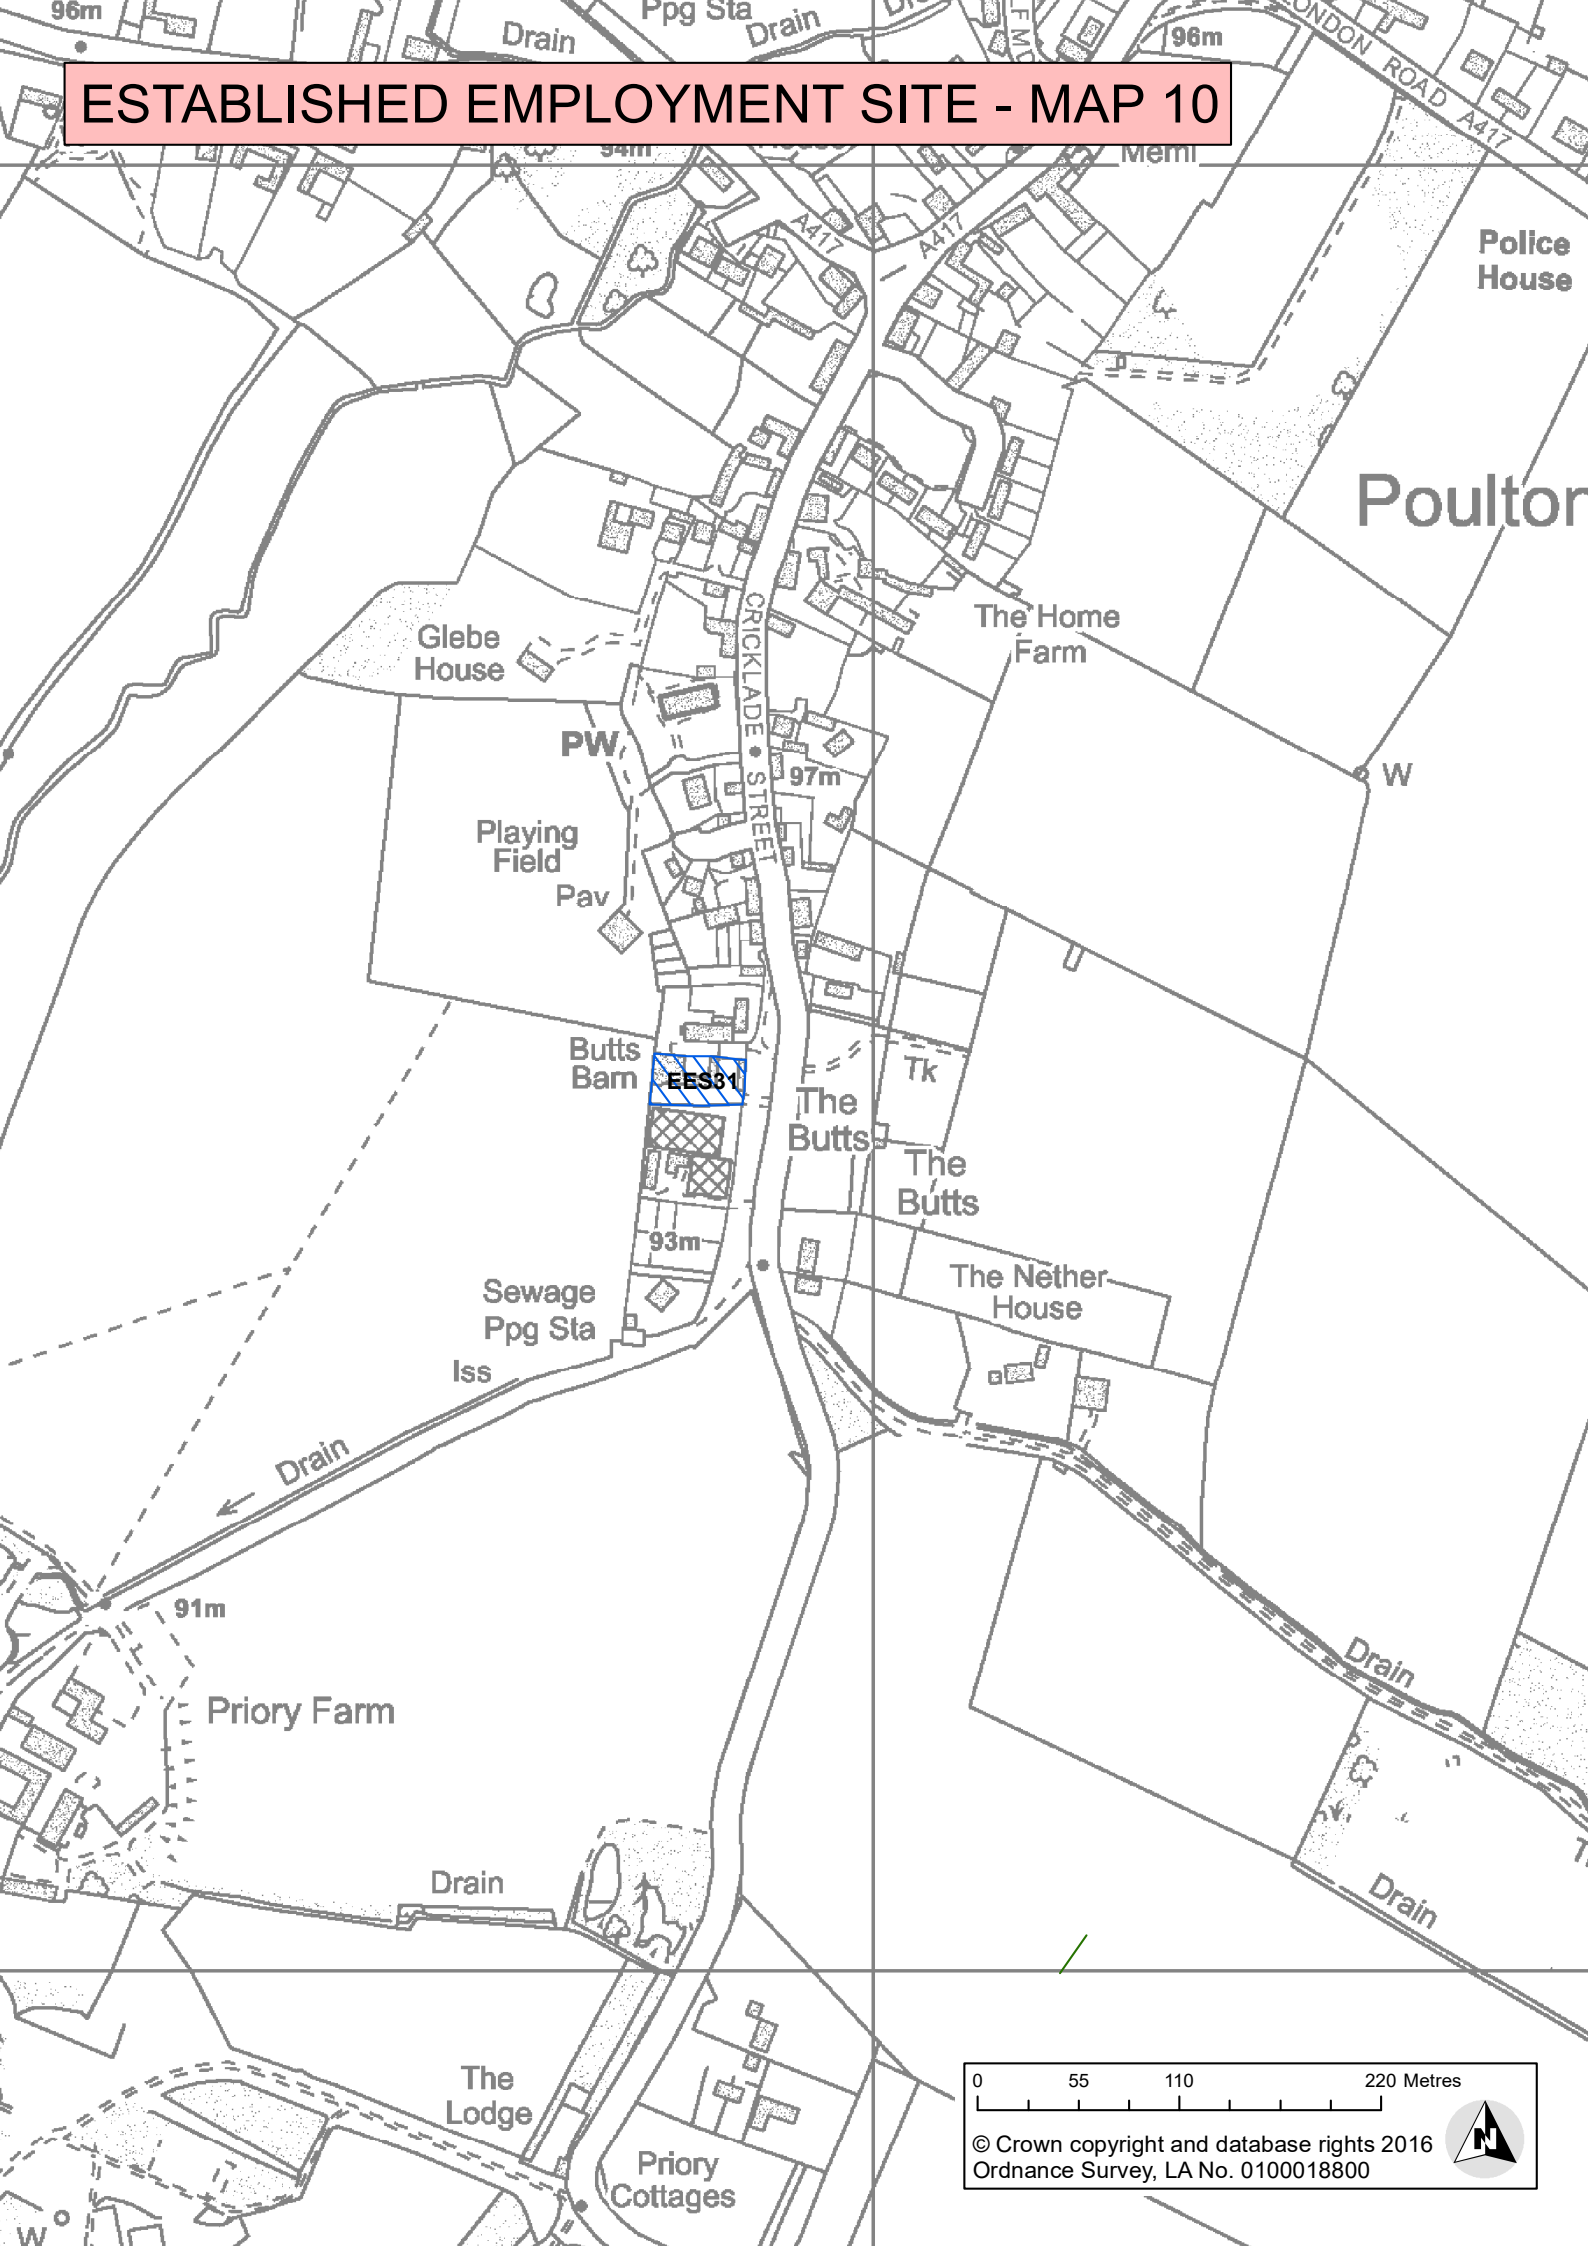 96m
Ppg Sta
Drain
Drain
96m
LONDON ROAD A417
ESTABLISHED EMPLOYMENT SITE - MAP 10
94m
Meml
A417
A417
Police
House
Poulton
CRICKLADE STREET
The Home
Farm
Glebe
House
PW
97m
W
Playing
Field
Pav
Butts
Barn
EES31
Tk
The
Butts
The
Butts
93m
Sewage
Ppg Sta
The Nether
House
Iss
Drain
91m
Priory Farm
Drain
Drain
Drain
The
Lodge
Priory
Cottages
W
0 55 110 220 Metres
© Crown copyright and database rights 2016
Ordnance Survey, LA No. 0100018800
N